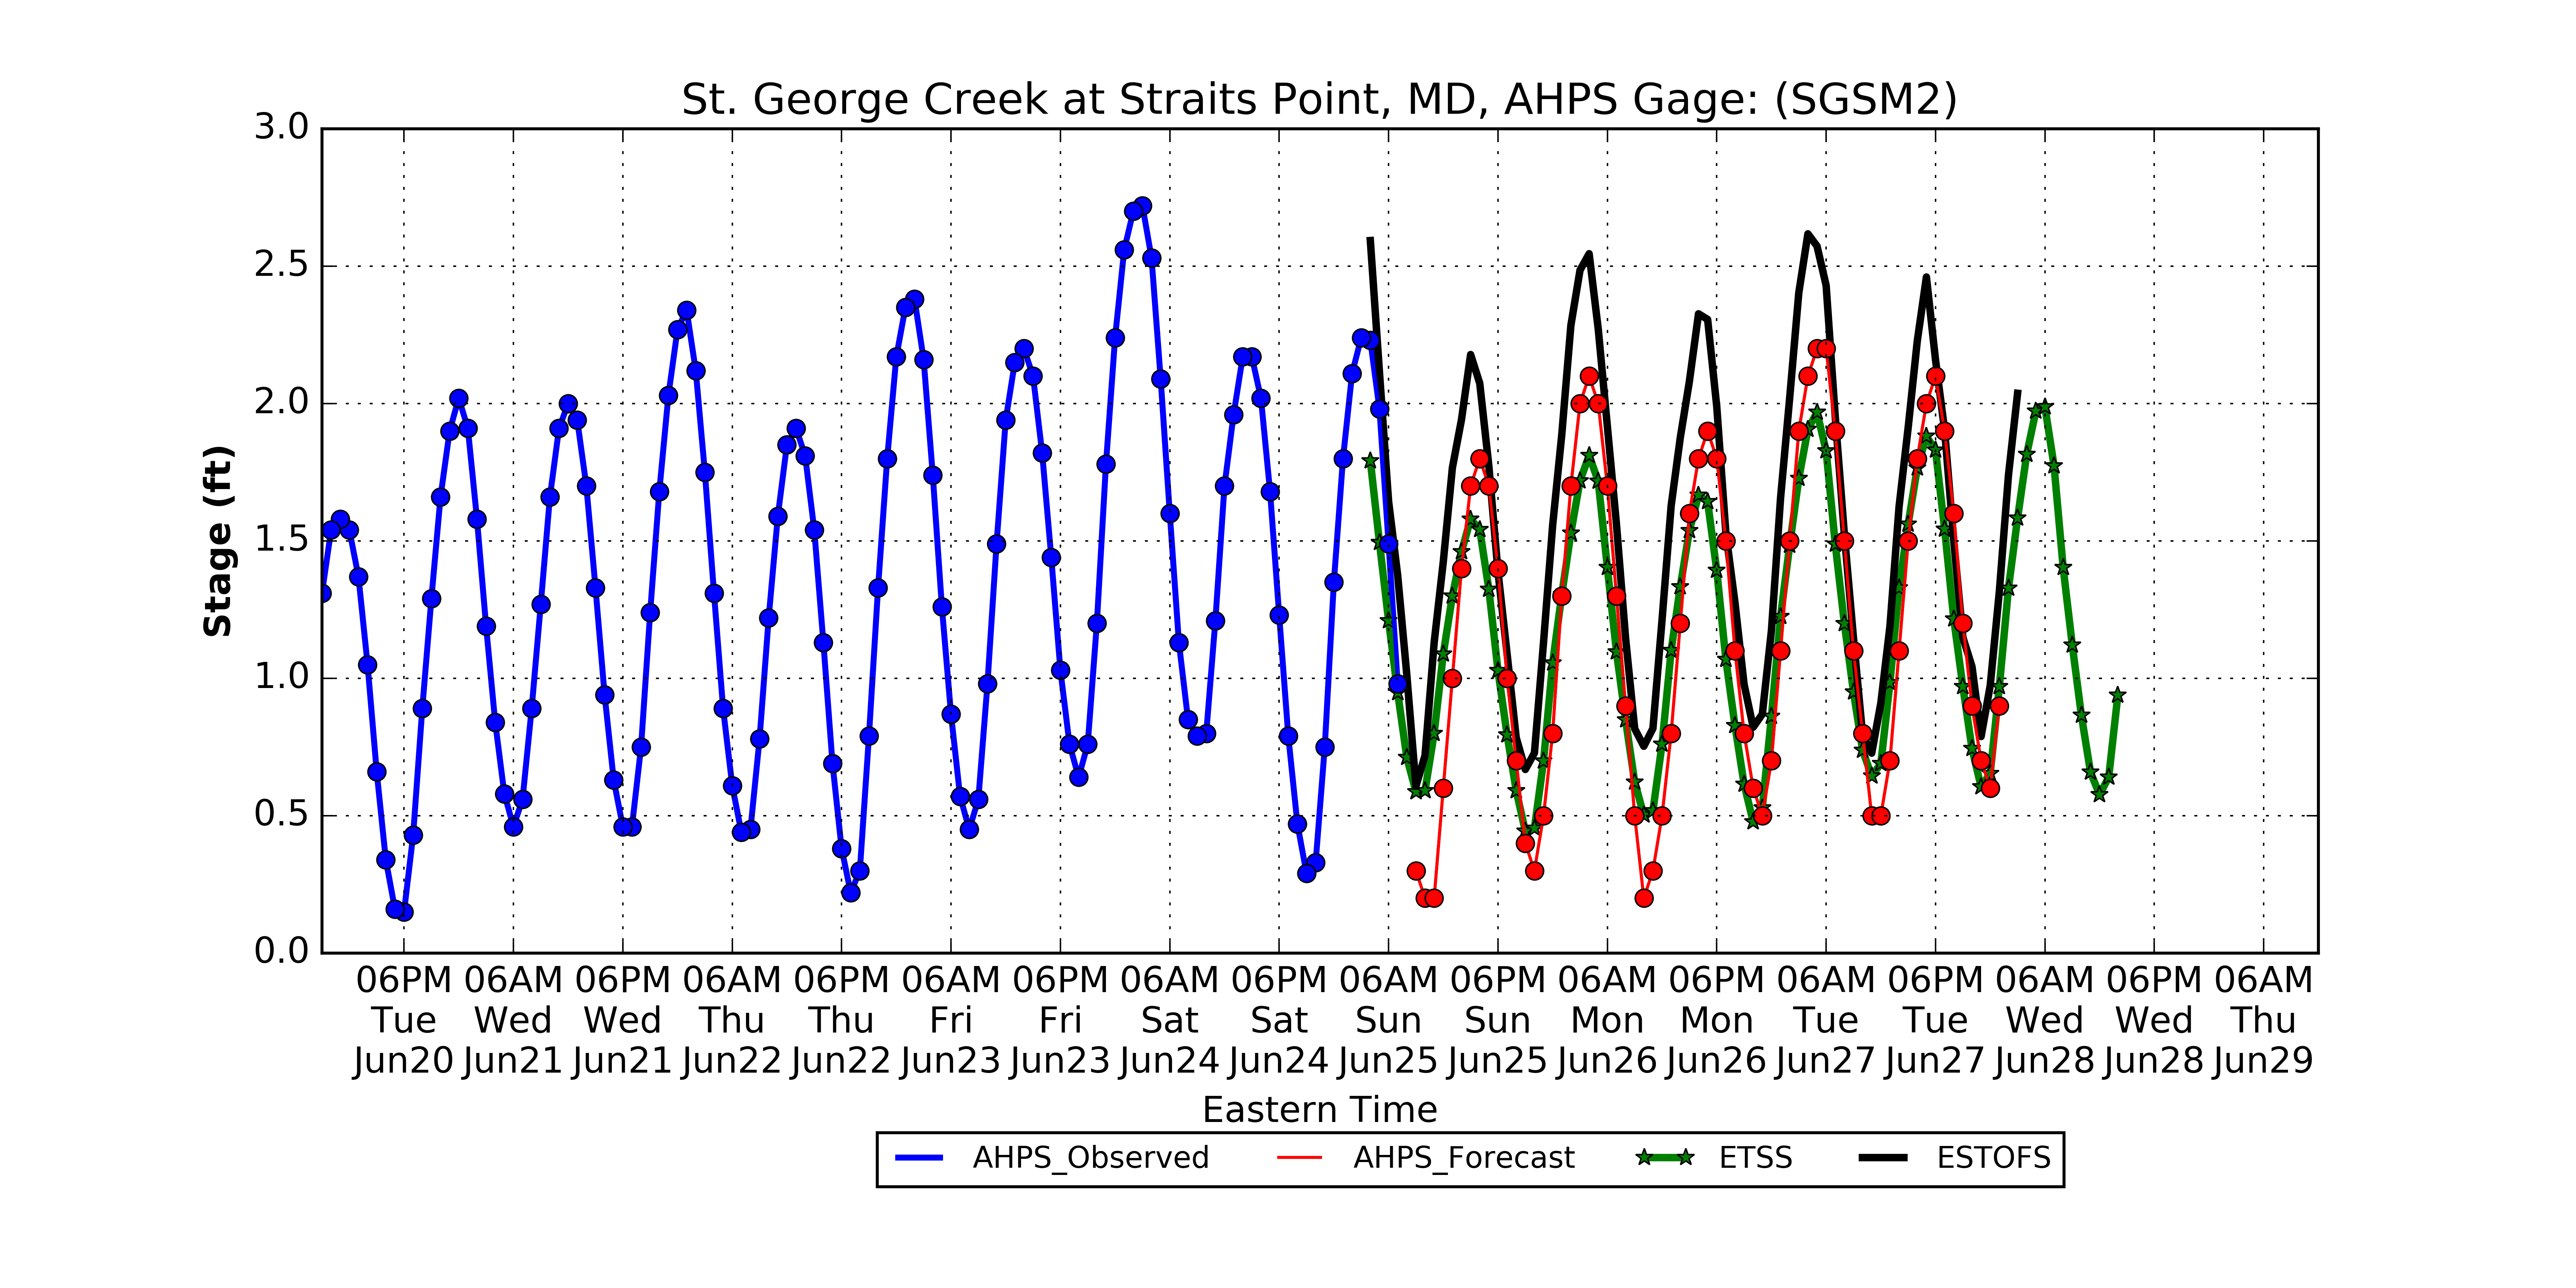 St. George Creek at Straits Point, MD, AHPS Gage: (SGSM2)
3.0
2.5
2.0
1.5
1.0
0.5
0.0
Stage (ft)
06PM 06AM 06PM 06AM 06PM 06AM 06PM 06AM 06PM 06AM 06PM 06AM 06PM 06AM 06PM 06AM 06PM 06AM
Tue Wed Wed Thu Thu Fri Fri Sat Sat Sun Sun Mon Mon Tue Tue Wed Wed Thu
Jun20 Jun21 Jun21 Jun22 Jun22 Jun23 Jun23 Jun24 Jun24 Jun25 Jun25 Jun26 Jun26 Jun27 Jun27 Jun28 Jun28 Jun29
Eastern Time
AHPS_Observed AHPS_Forecast ETSS ESTOFS